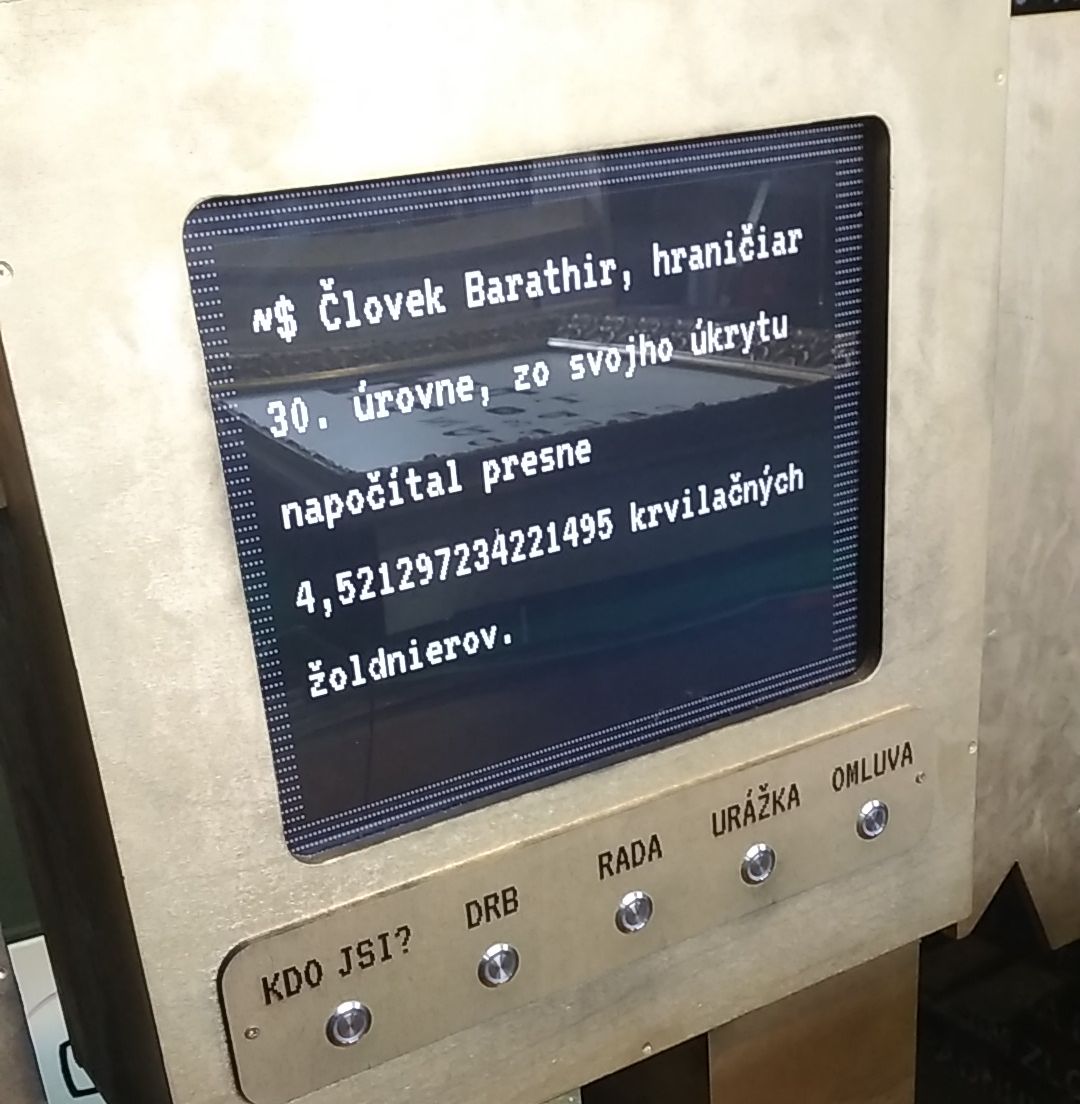 ~$ Človek Barathir, hraničiar
30. úrovne, zo svojho úkrytu
napočítal presne
4,521297234221495 krvilačných
žoldnierov.
KDO JSI?
DRB
RADA
URÁŽKA
OMLUVA